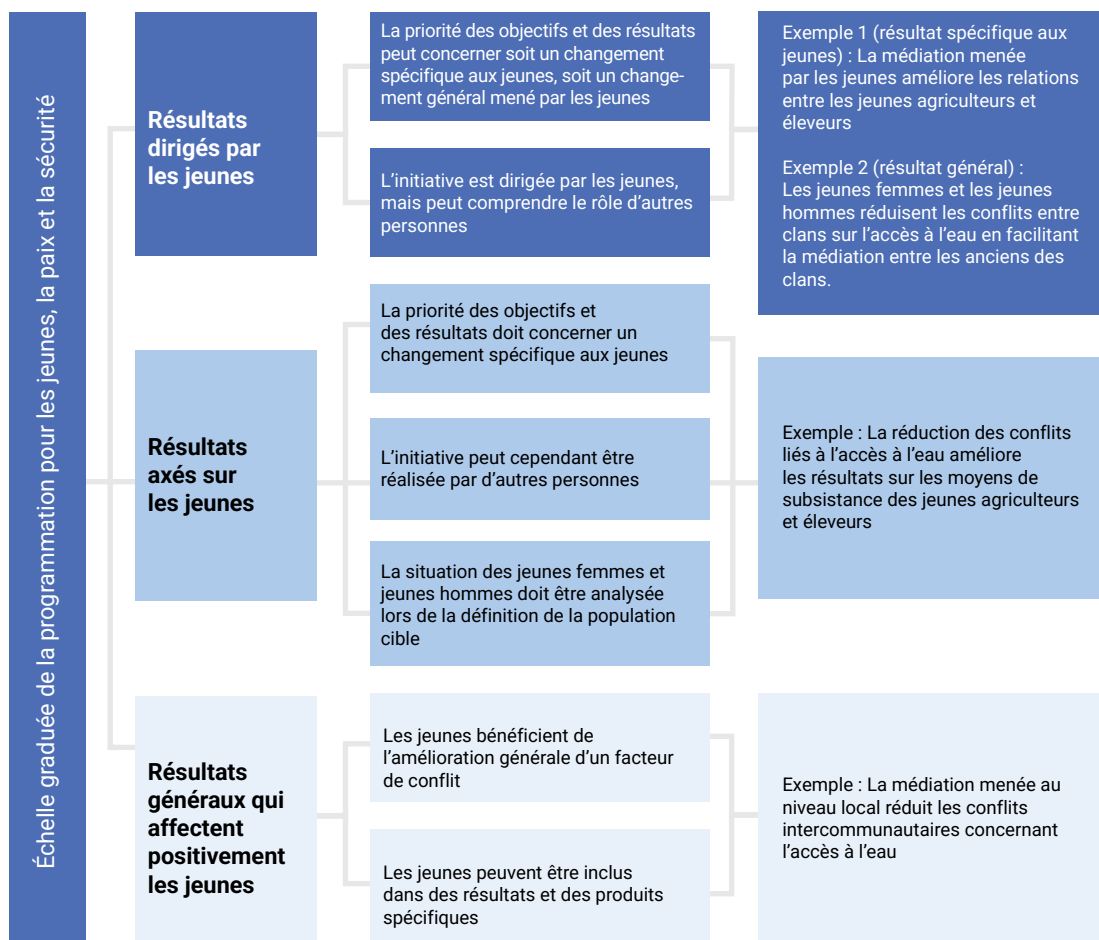 Échelle graduée de la programmation pour les jeunes, la paix et la sécurité
Résultats
dirigés par
les jeunes
La priorité des objectifs et des résultats
peut concerner soit un changement
spécifique aux jeunes, soit un change-
ment général mené par les jeunes
L’initiative est dirigée par les jeunes,
mais peut comprendre le rôle d’autres
personnes
Exemple 1 (résultat spécifique aux
jeunes) : La médiation menée
par les jeunes améliore les relations
entre les jeunes agriculteurs et
éleveurs
Exemple 2 (résultat général) :
Les jeunes femmes et les jeunes
hommes réduisent les conflits entre
clans sur l’accès à l’eau en facilitant
la médiation entre les anciens des
clans.
Résultats
axés sur
les jeunes
La priorité des objectifs et
des résultats doit concerner un
changement spécifique aux jeunes
L’initiative peut cependant être
réalisée par d’autres personnes
La situation des jeunes femmes et
jeunes hommes doit être analysée
lors de la définition de la population
cible
Exemple : La réduction des conflits
liés à l’accès à l’eau améliore
les résultats sur les moyens de
subsistance des jeunes agriculteurs
et éleveurs
Résultats
généraux qui
affectent
positivement
les jeunes
Les jeunes bénéficient de
l’amélioration générale d’un facteur
de conflit
Les jeunes peuvent être inclus
dans des résultats et des produits
spécifiques
Exemple : La médiation menée au
niveau local réduit les conflits
intercommunautaires concernant
l’accès à l’eau